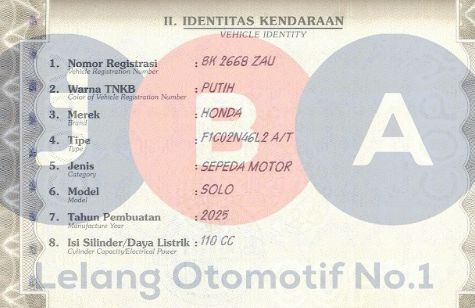 II. IDENTITAS KENDARAAN
VEHICLE IDENTITY
1. Nomor Registrasi : BK 2668 ZAU
Vehicle Registration Number
2. Warna TNKB : PUTIH
Color of Vehicle Registration Number
3. Merek : HONDA
Brand
4. Tipe : F1C02N46L2 A/T
Type
5. Jenis : SEPEDA MOTOR
Category
6. Model : SOLO
Model
7. Tahun Pembuatan : 2025
Manufacture Year
8. Isi Silinder/Daya Listrik : 110 CC
Cylinder Capacity/Electrical Power
JBA
Lelang Otomotif No.1